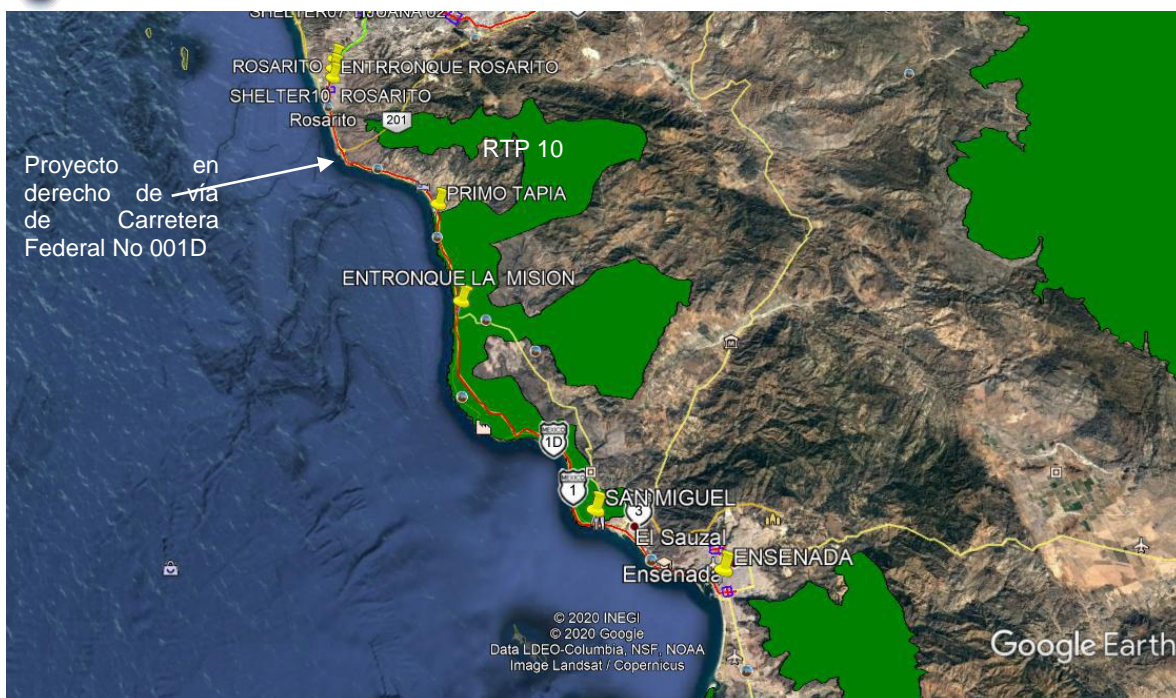 SHELTER07 TIJUANA 02
ROSARITO ENTRRONQUE ROSARITO
SHELTER10 ROSARITO
Rosarito
201
RTP 10
Proyecto en
derecho de vía
de Carretera
Federal No 001D
PRIMO TAPIA
ENTRONQUE LA MISION
MEXICO
1D
MEXICO
1
SAN MIGUEL
3
El Sauzal
ENSENADA
Ensenada
© 2020 INEGI
© 2020 Google
Data LDEO-Columbia, NSF, NOAA
Image Landsat / Copernicus
Google Earth